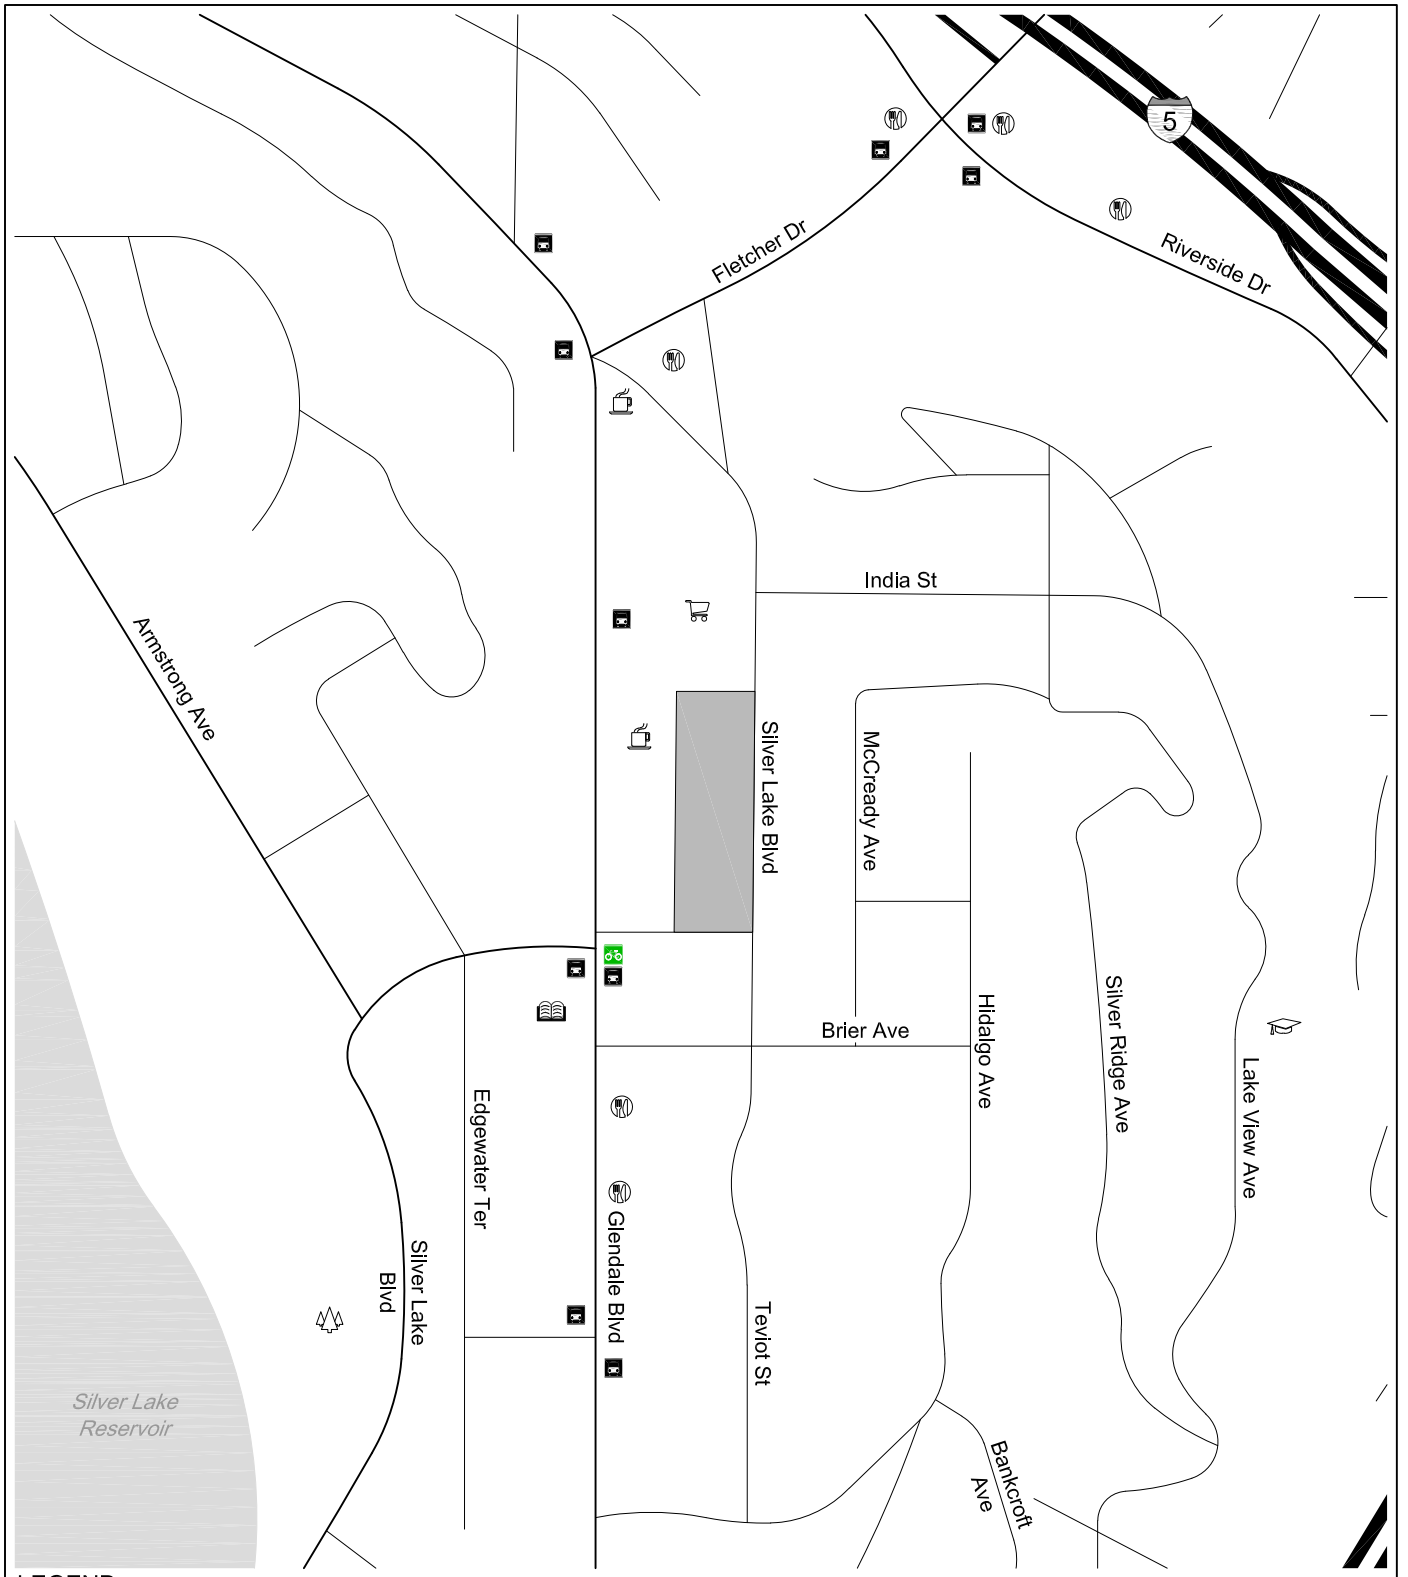 5
Fletcher Dr
Riverside Dr
India St
Armstrong Ave
Silver Lake Blvd
McCready Ave
Brier Ave
Hidalgo Ave
Silver Ridge Ave
Lake View Ave
Edgewater Ter
Glendale Blvd
Silver Lake
Blvd
Teviot St
Silver Lake
Reservoir
Bankcroft
Ave
LEGEND